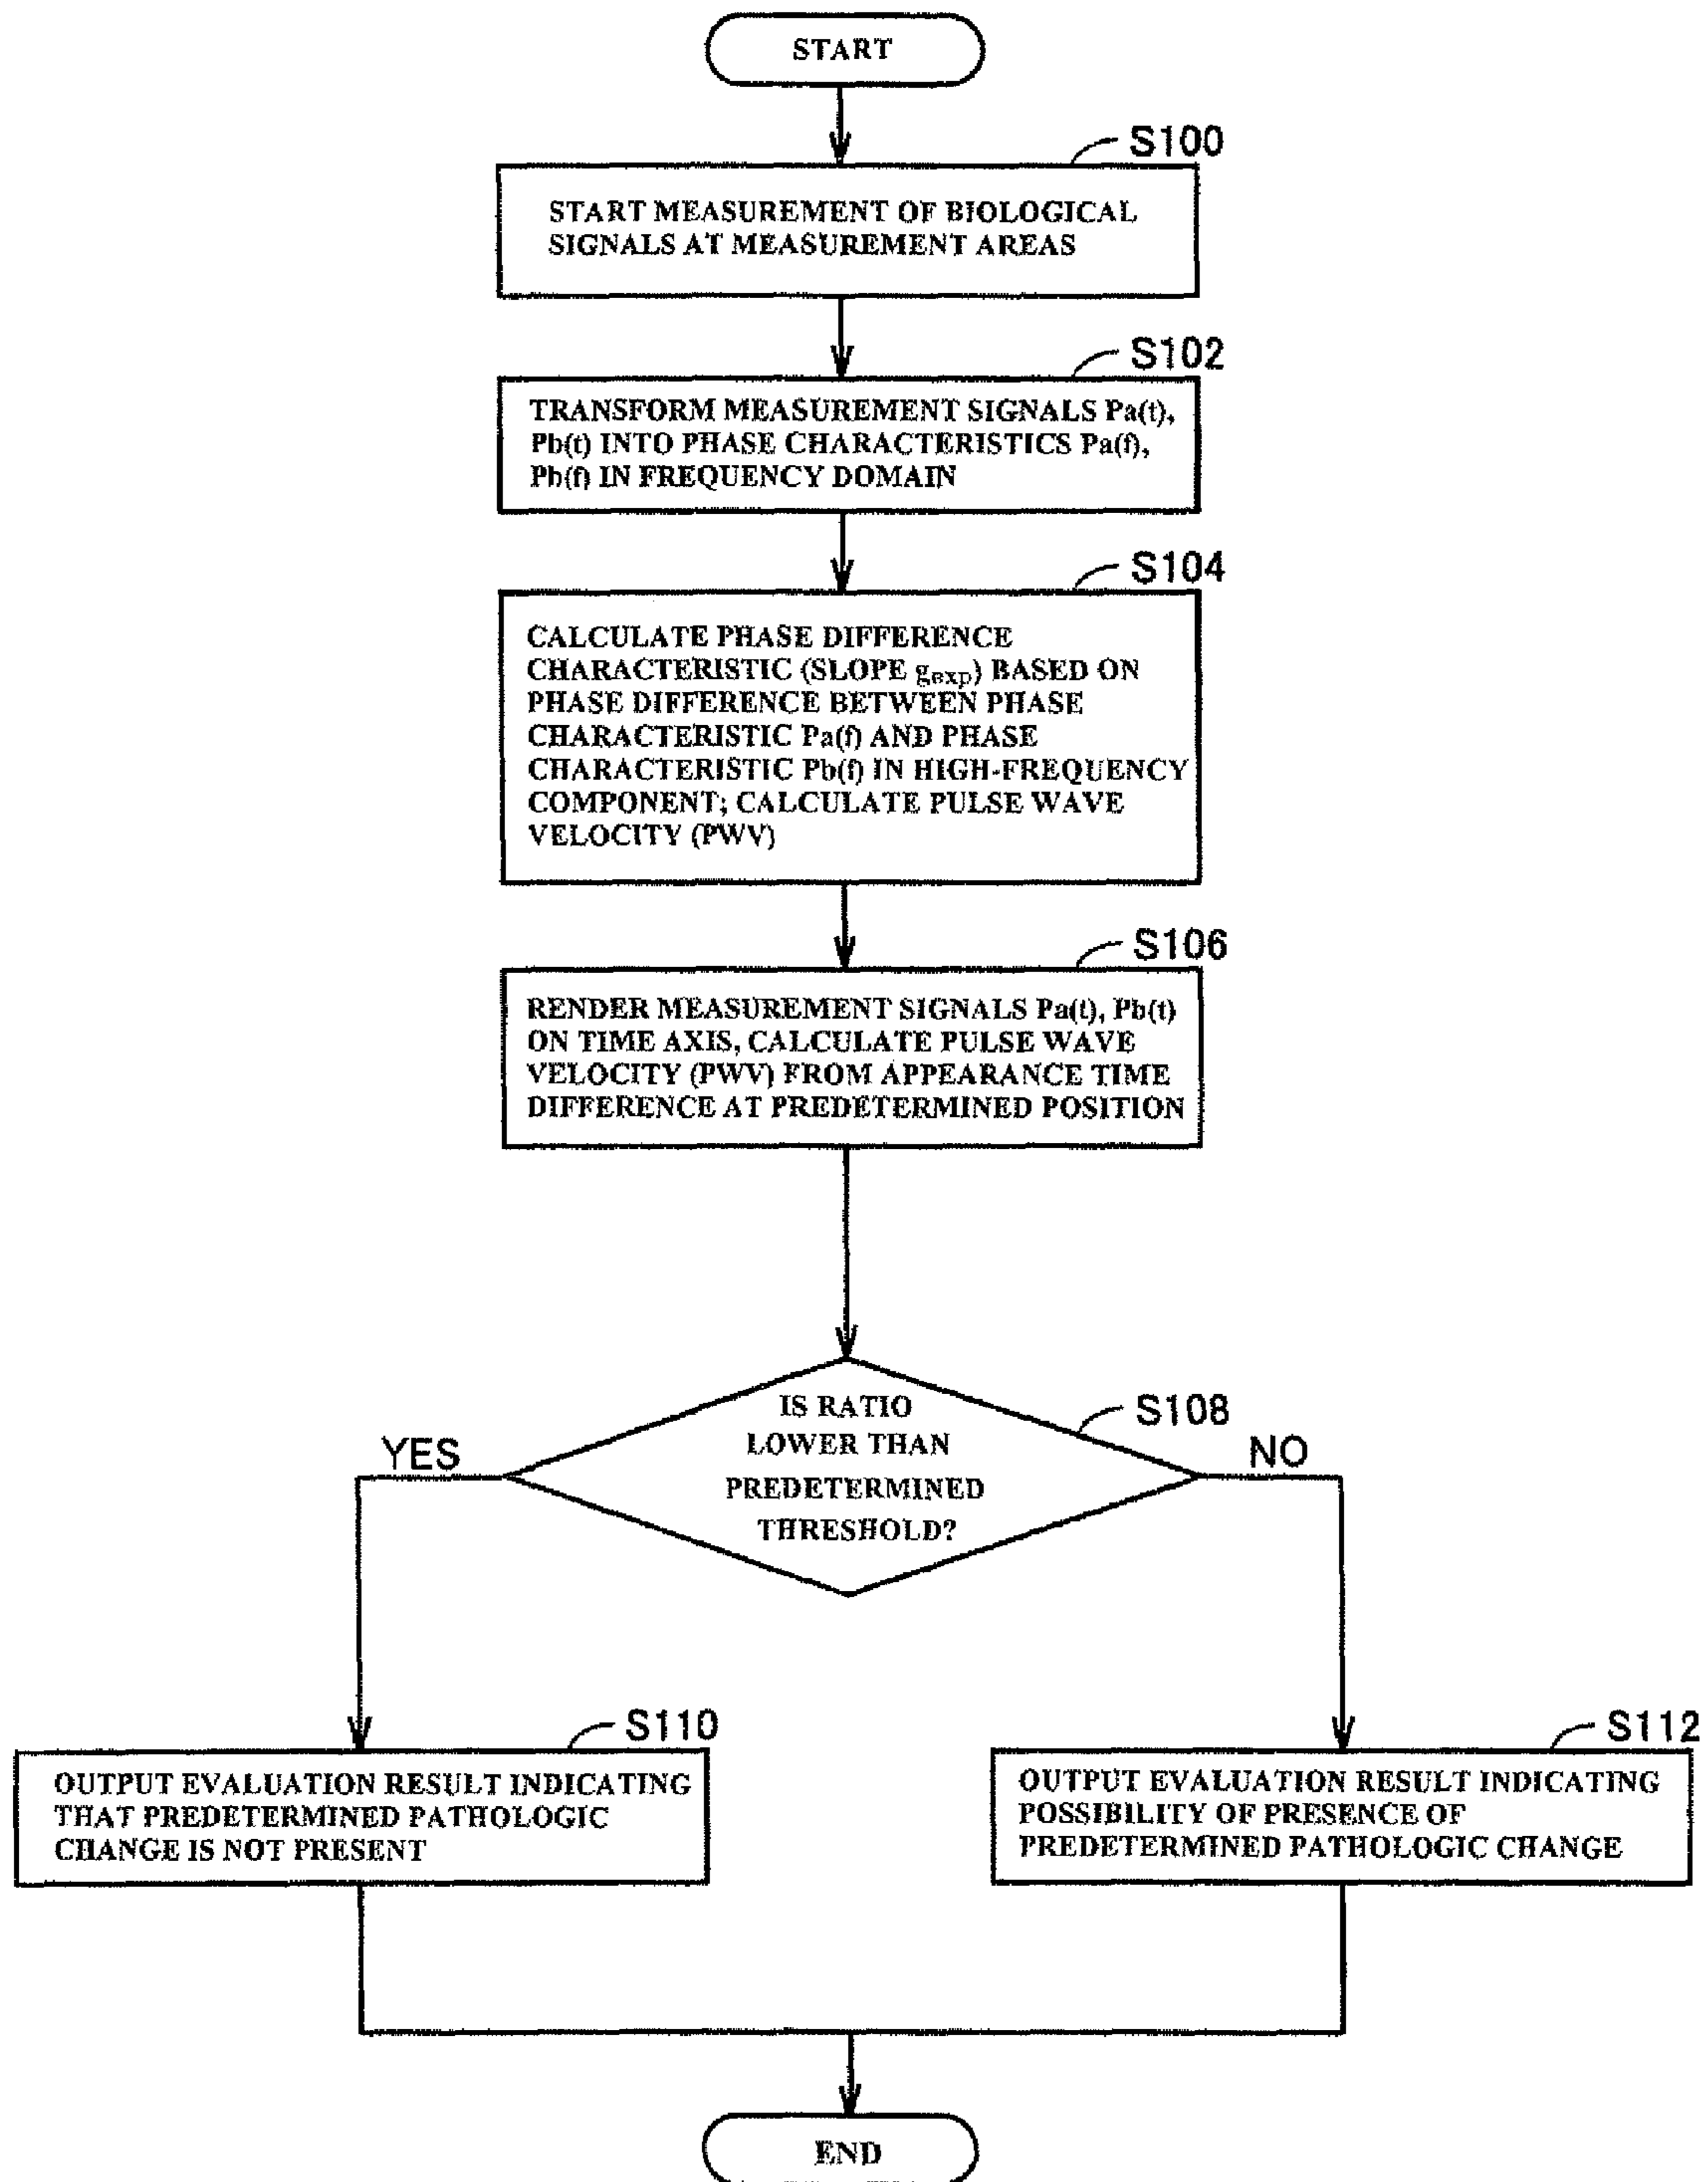 START
S100
START MEASUREMENT OF BIOLOGICAL
SIGNALS AT MEASUREMENT AREAS
S102
TRANSFORM MEASUREMENT SIGNALS Pa(t),
Pb(t) INTO PHASE CHARACTERISTICS Pa(f),
Pb(f) IN FREQUENCY DOMAIN
S104
CALCULATE PHASE DIFFERENCE
CHARACTERISTIC (SLOPE gEXP) BASED ON
PHASE DIFFERENCE BETWEEN PHASE
CHARACTERISTIC Pa(f) AND PHASE
CHARACTERISTIC Pb(f) IN HIGH-FREQUENCY
COMPONENT; CALCULATE PULSE WAVE
VELOCITY (PWV)
S106
RENDER MEASUREMENT SIGNALS Pa(t), Pb(t)
ON TIME AXIS, CALCULATE PULSE WAVE
VELOCITY (PWV) FROM APPEARANCE TIME
DIFFERENCE AT PREDETERMINED POSITION
S108
IS RATIO
LOWER THAN
PREDETERMINED
THRESHOLD?
YES
NO
S110
OUTPUT EVALUATION RESULT INDICATING
THAT PREDETERMINED PATHOLOGIC
CHANGE IS NOT PRESENT
S112
OUTPUT EVALUATION RESULT INDICATING
POSSIBILITY OF PRESENCE OF
PREDETERMINED PATHOLOGIC CHANGE
END